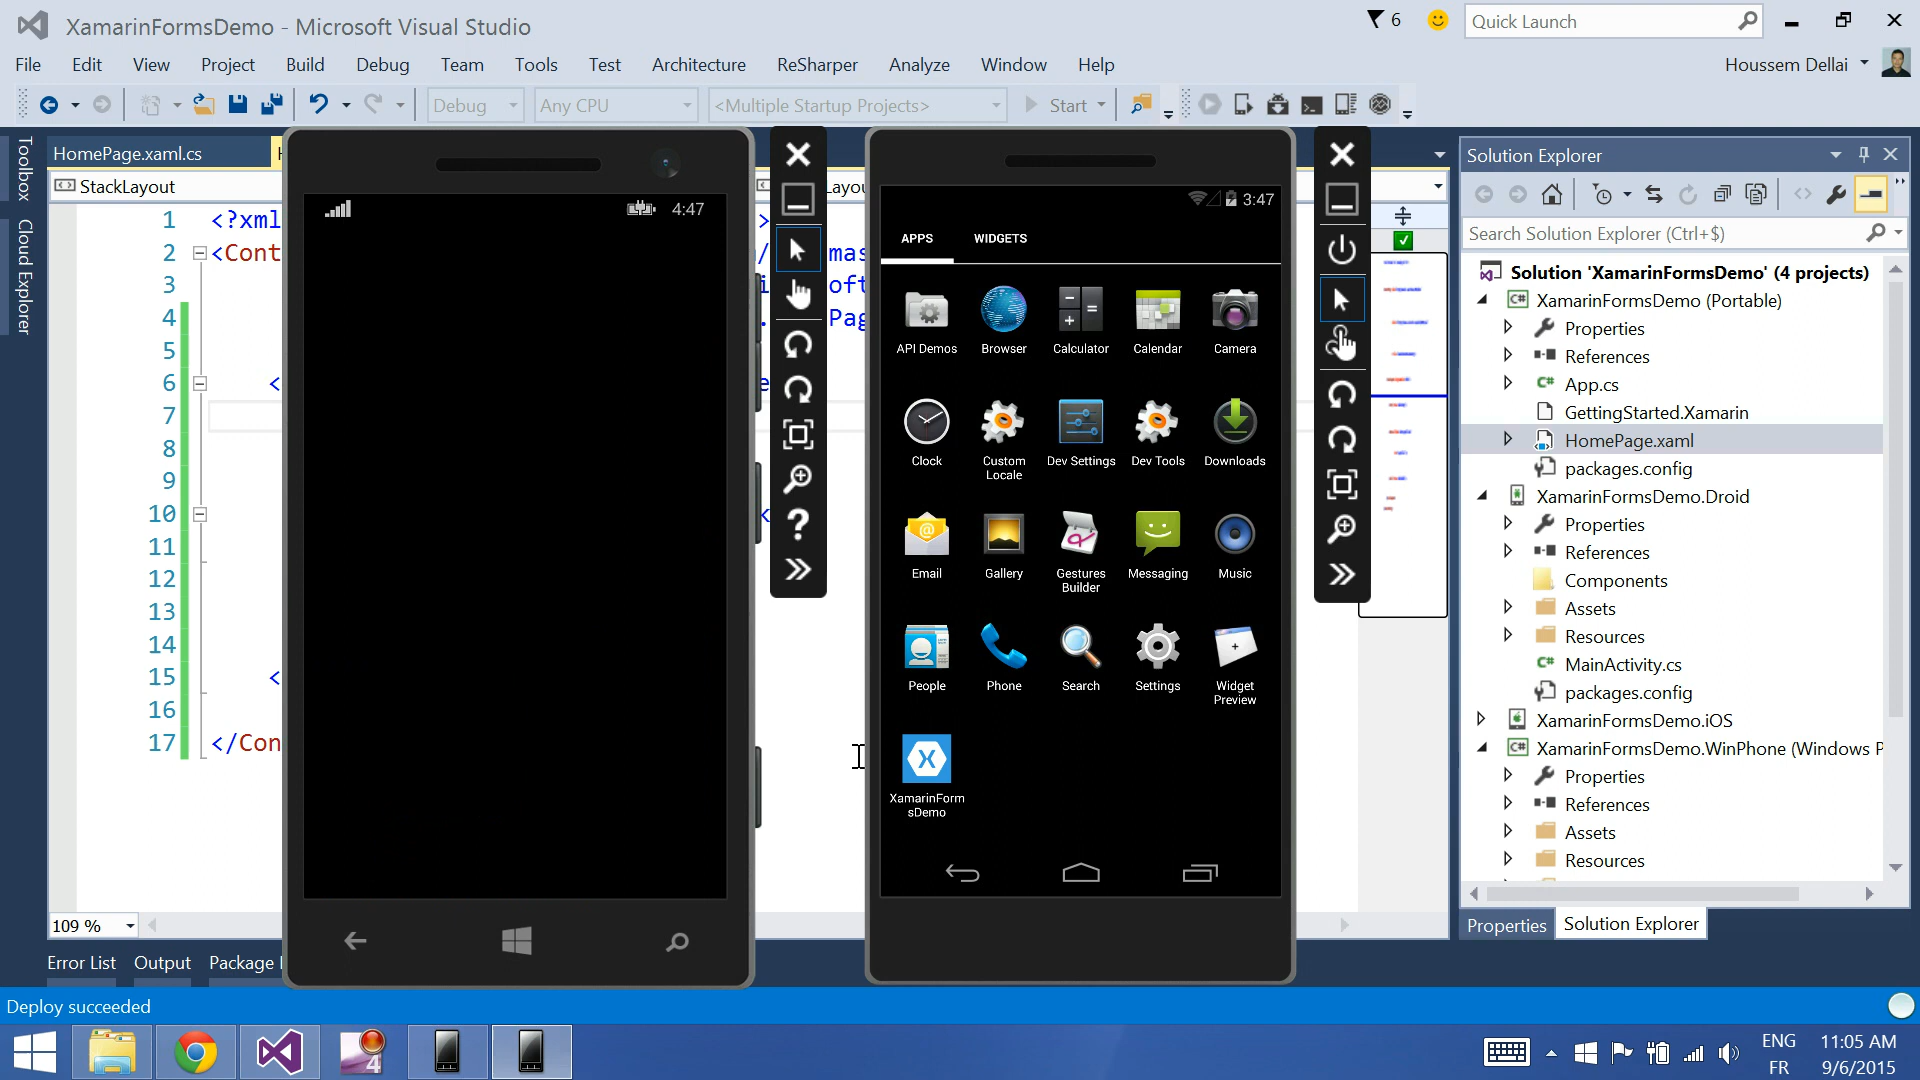 XamarinFormsDemo - Microsoft Visual Studio
6
Quick Launch
File Edit View Project Build Debug Team Tools Test Architecture ReSharper Analyze Window Help
Houssem Dellai
Debug Any CPU <Multiple Startup Projects> Start
Toolbox
Cloud Explorer
HomePage.xaml.cs
StackLayout
1 <?xml
2 <Cont
3
4
5
6 <
7
8
9
10
11
12
13
14
15 <
16
17 </Con
109 %
4:47
3:47
APPS WIDGETS
API Demos Browser Calculator Calendar Camera
Clock Custom Locale Dev Settings Dev Tools Downloads
Email Gallery Gestures Builder Messaging Music
People Phone Search Settings Widget Preview
XamarinForm
sDemo
Solution Explorer
Search Solution Explorer (Ctrl+$)
Solution 'XamarinFormsDemo' (4 projects)
XamarinFormsDemo (Portable)
Properties
References
App.cs
GettingStarted.Xamarin
HomePage.xaml
packages.config
XamarinFormsDemo.Droid
Properties
References
Components
Assets
Resources
MainActivity.cs
packages.config
XamarinFormsDemo.iOS
XamarinFormsDemo.WinPhone (Windows P
Properties
References
Assets
Resources
Properties Solution Explorer
Error List Output Package
Deploy succeeded
4
ENG
FR
11:05 AM
9/6/2015